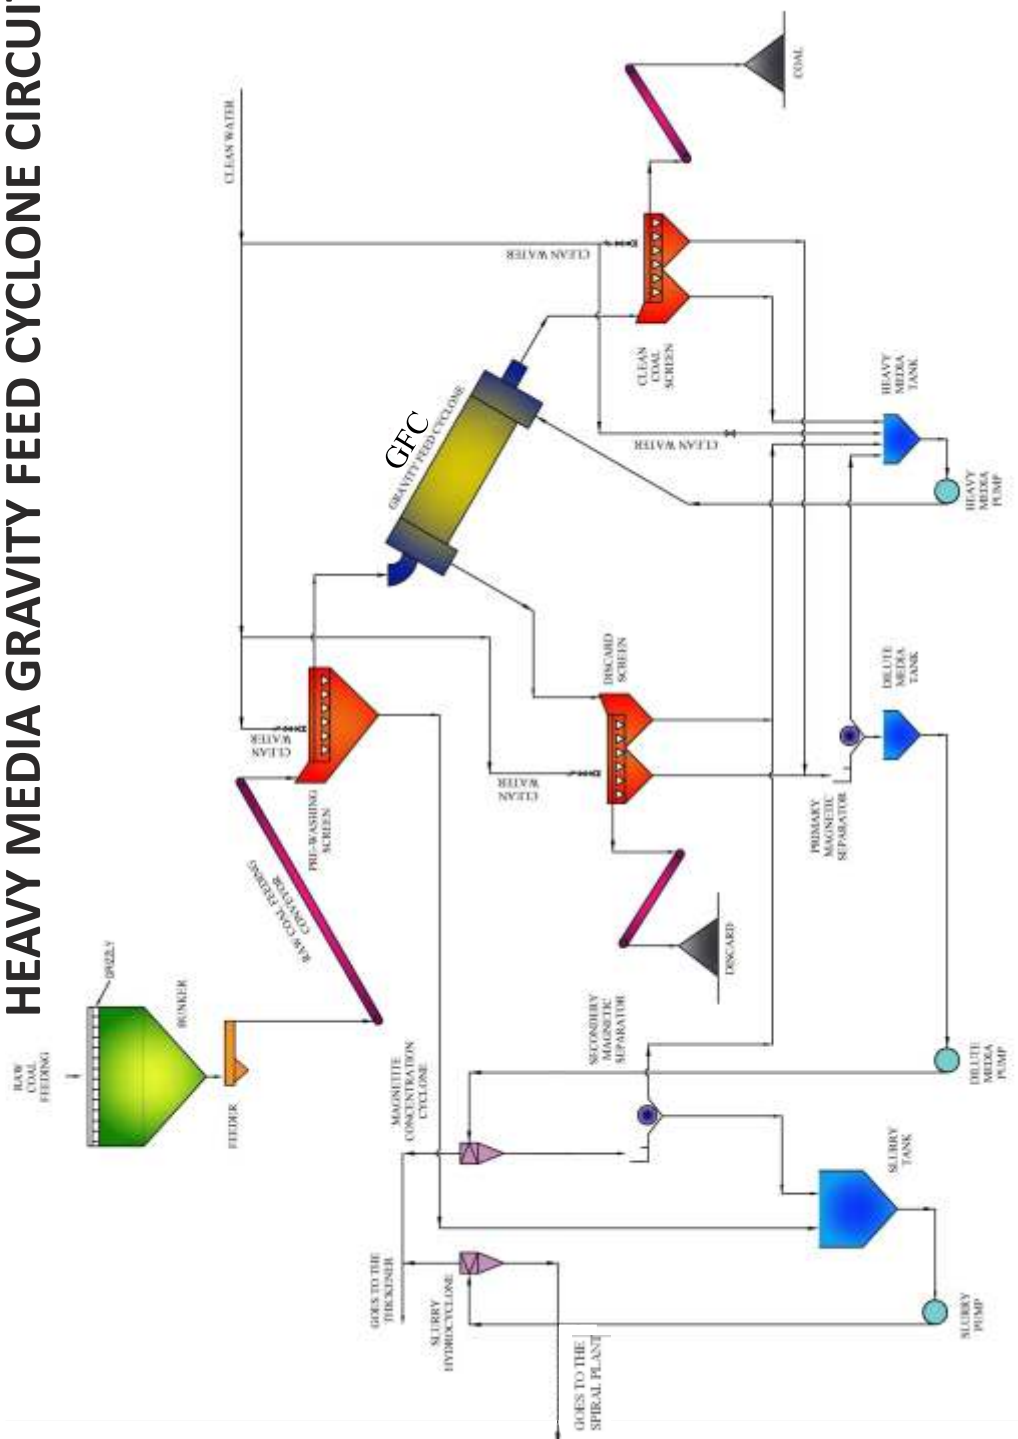 HEAVY MEDIA GRAVITY FEED CYCLONE CIRCUIT
RAW
COAL
FEEDING
GRIZZLY
BUNKER
FEEDER
RAW COAL FEEDING
CONVEYOR
PRE-WASHING
SCREEN
CLEAN
WATER
CLEAN WATER
GFC
GRAVITY FEED CYCLONE
CLEAN WATER
CLEAN
COAL
SCREEN
COAL
CLEAN WATER
HEAVY
MEDIA
TANK
HEAVY
MEDIA
PUMP
DISCARD
SCREEN
CLEAN
WATER
DISCARD
PRIMARY
MAGNETIC
SEPARATOR
DILUTE
MEDIA
TANK
DILUTE
MEDIA
PUMP
SECONDERY
MAGNETIC
SEPARATOR
MAGNETITE
CONCENTRATION
CYCLONE
GOES TO THE
THICKENER
SLURRY
HYDROCYCLONE
GOES TO THE
SPIRAL PLANT
SLURRY
TANK
SLURRY
PUMP